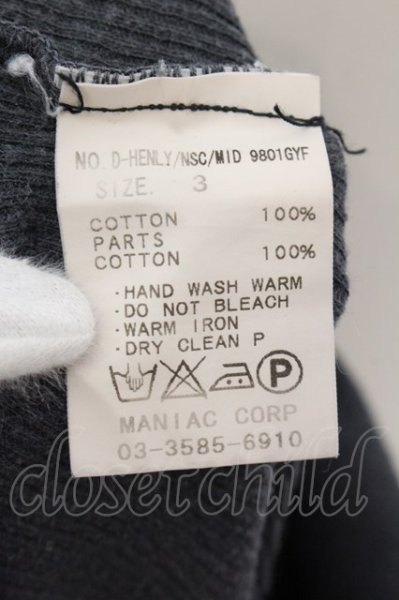 NO. D-HENLY/NSC/MID 9801GYF
SIZE. 3
COTTON 100%
PARTS
COTTON 100%
·HAND WASH WARM
·DO NOT BLEACH
·WARM IRON
·DRY CLEAN P
P
MANIAC CORP
03-3585-6910
closetchild